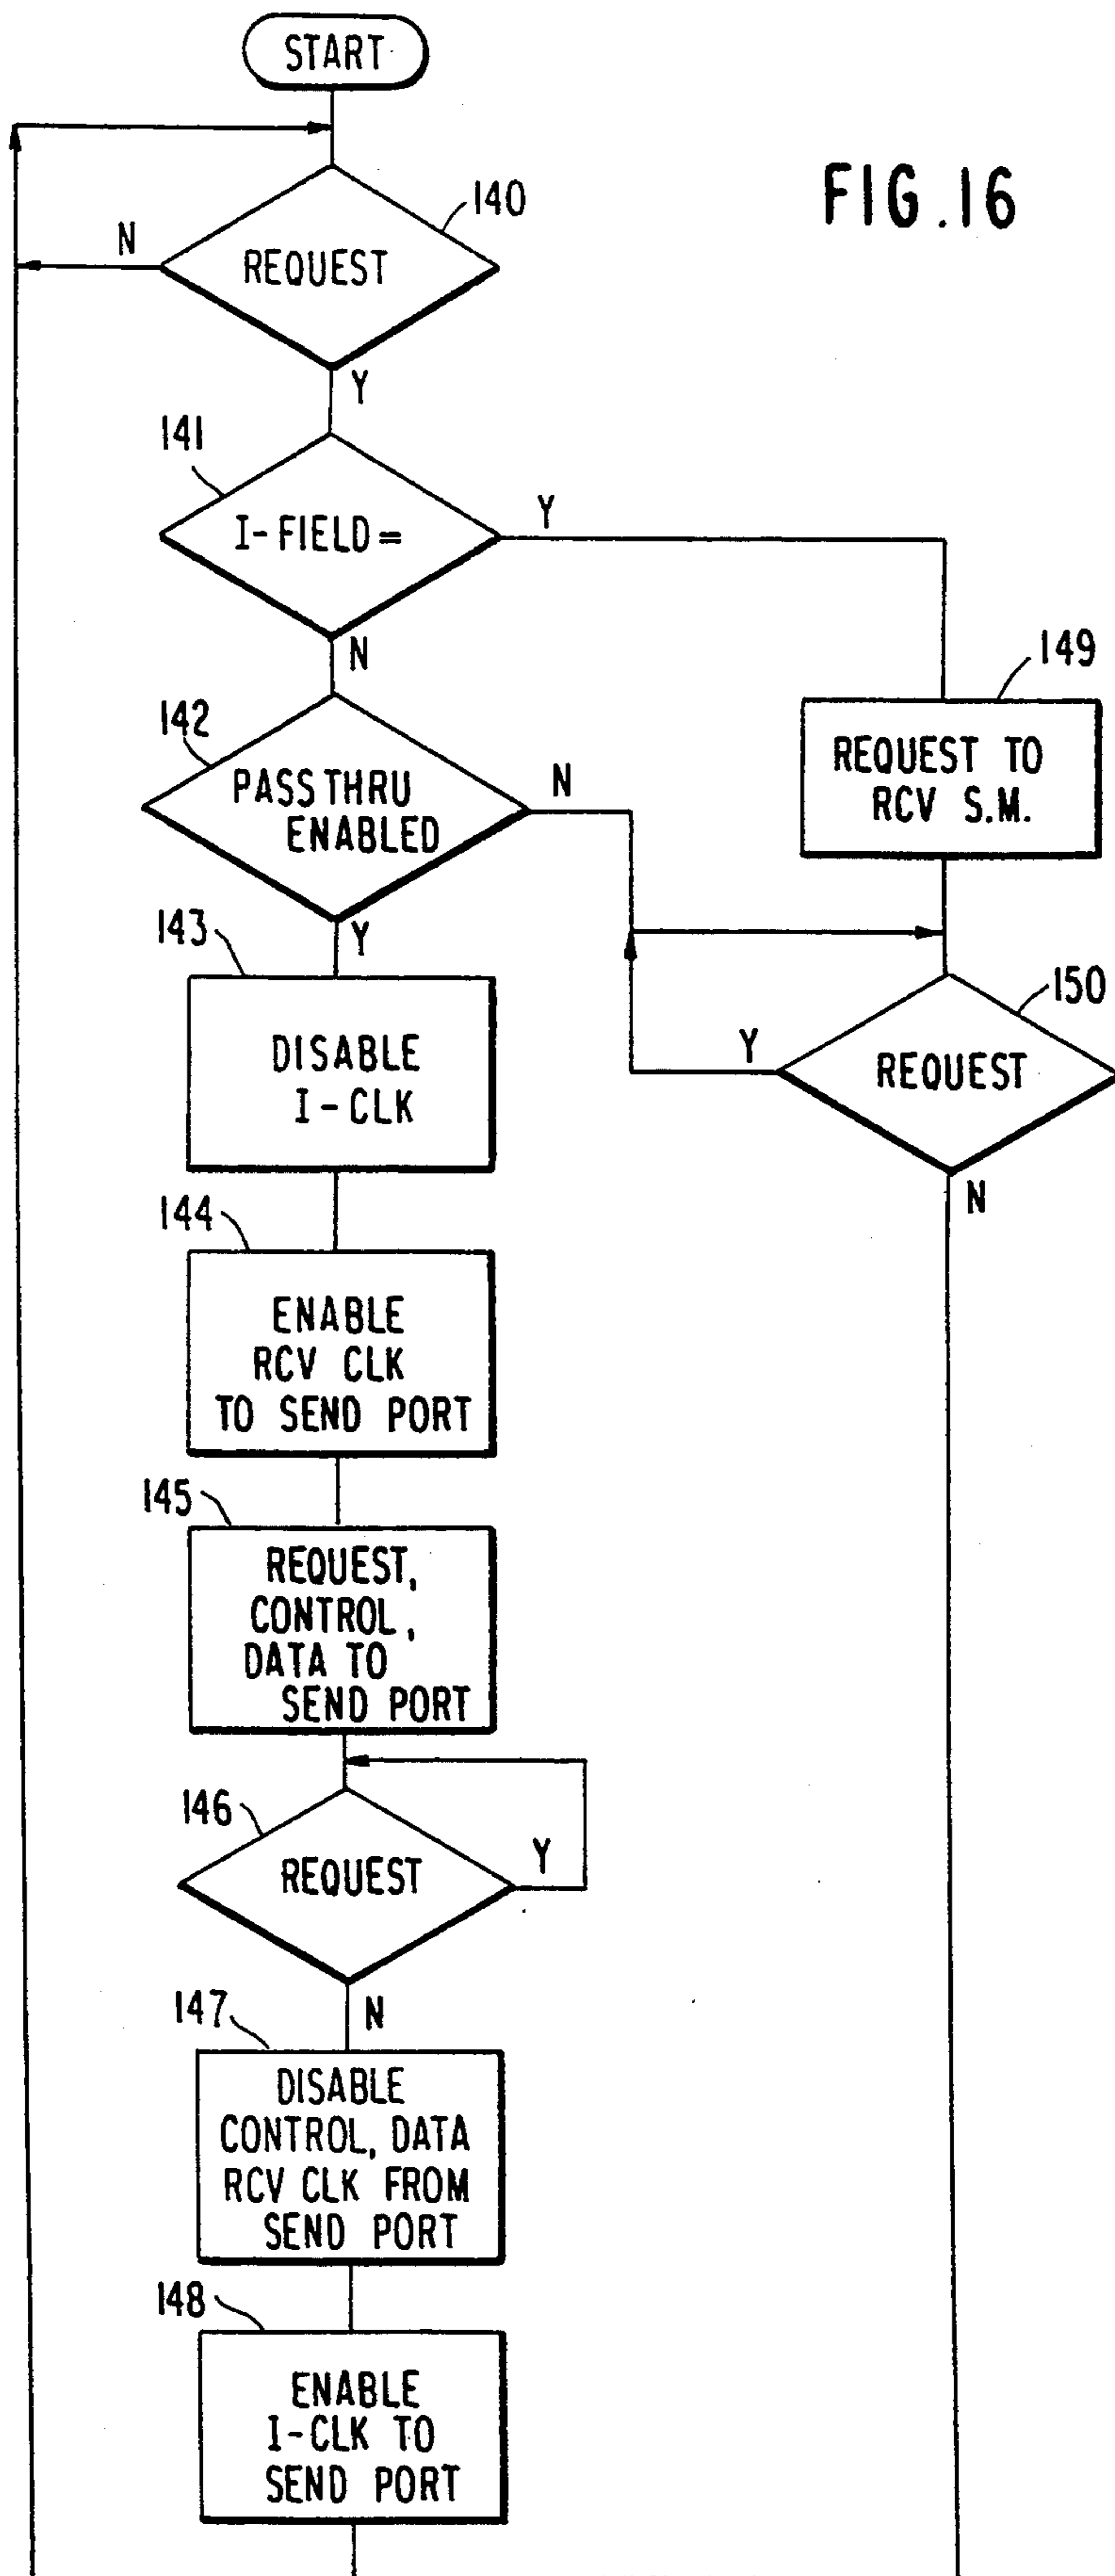 START
FIG.16
140
N
REQUEST
Y
141
I-FIELD=
Y
N
149
REQUEST TO
RCV S.M.
142
PASS THRU
ENABLED
N
Y
143
DISABLE
I-CLK
150
Y
REQUEST
N
144
ENABLE
RCV CLK
TO SEND PORT
145
REQUEST,
CONTROL,
DATA TO
SEND PORT
146
REQUEST
Y
N
147
DISABLE
CONTROL, DATA
RCV CLK FROM
SEND PORT
148
ENABLE
I-CLK TO
SEND PORT